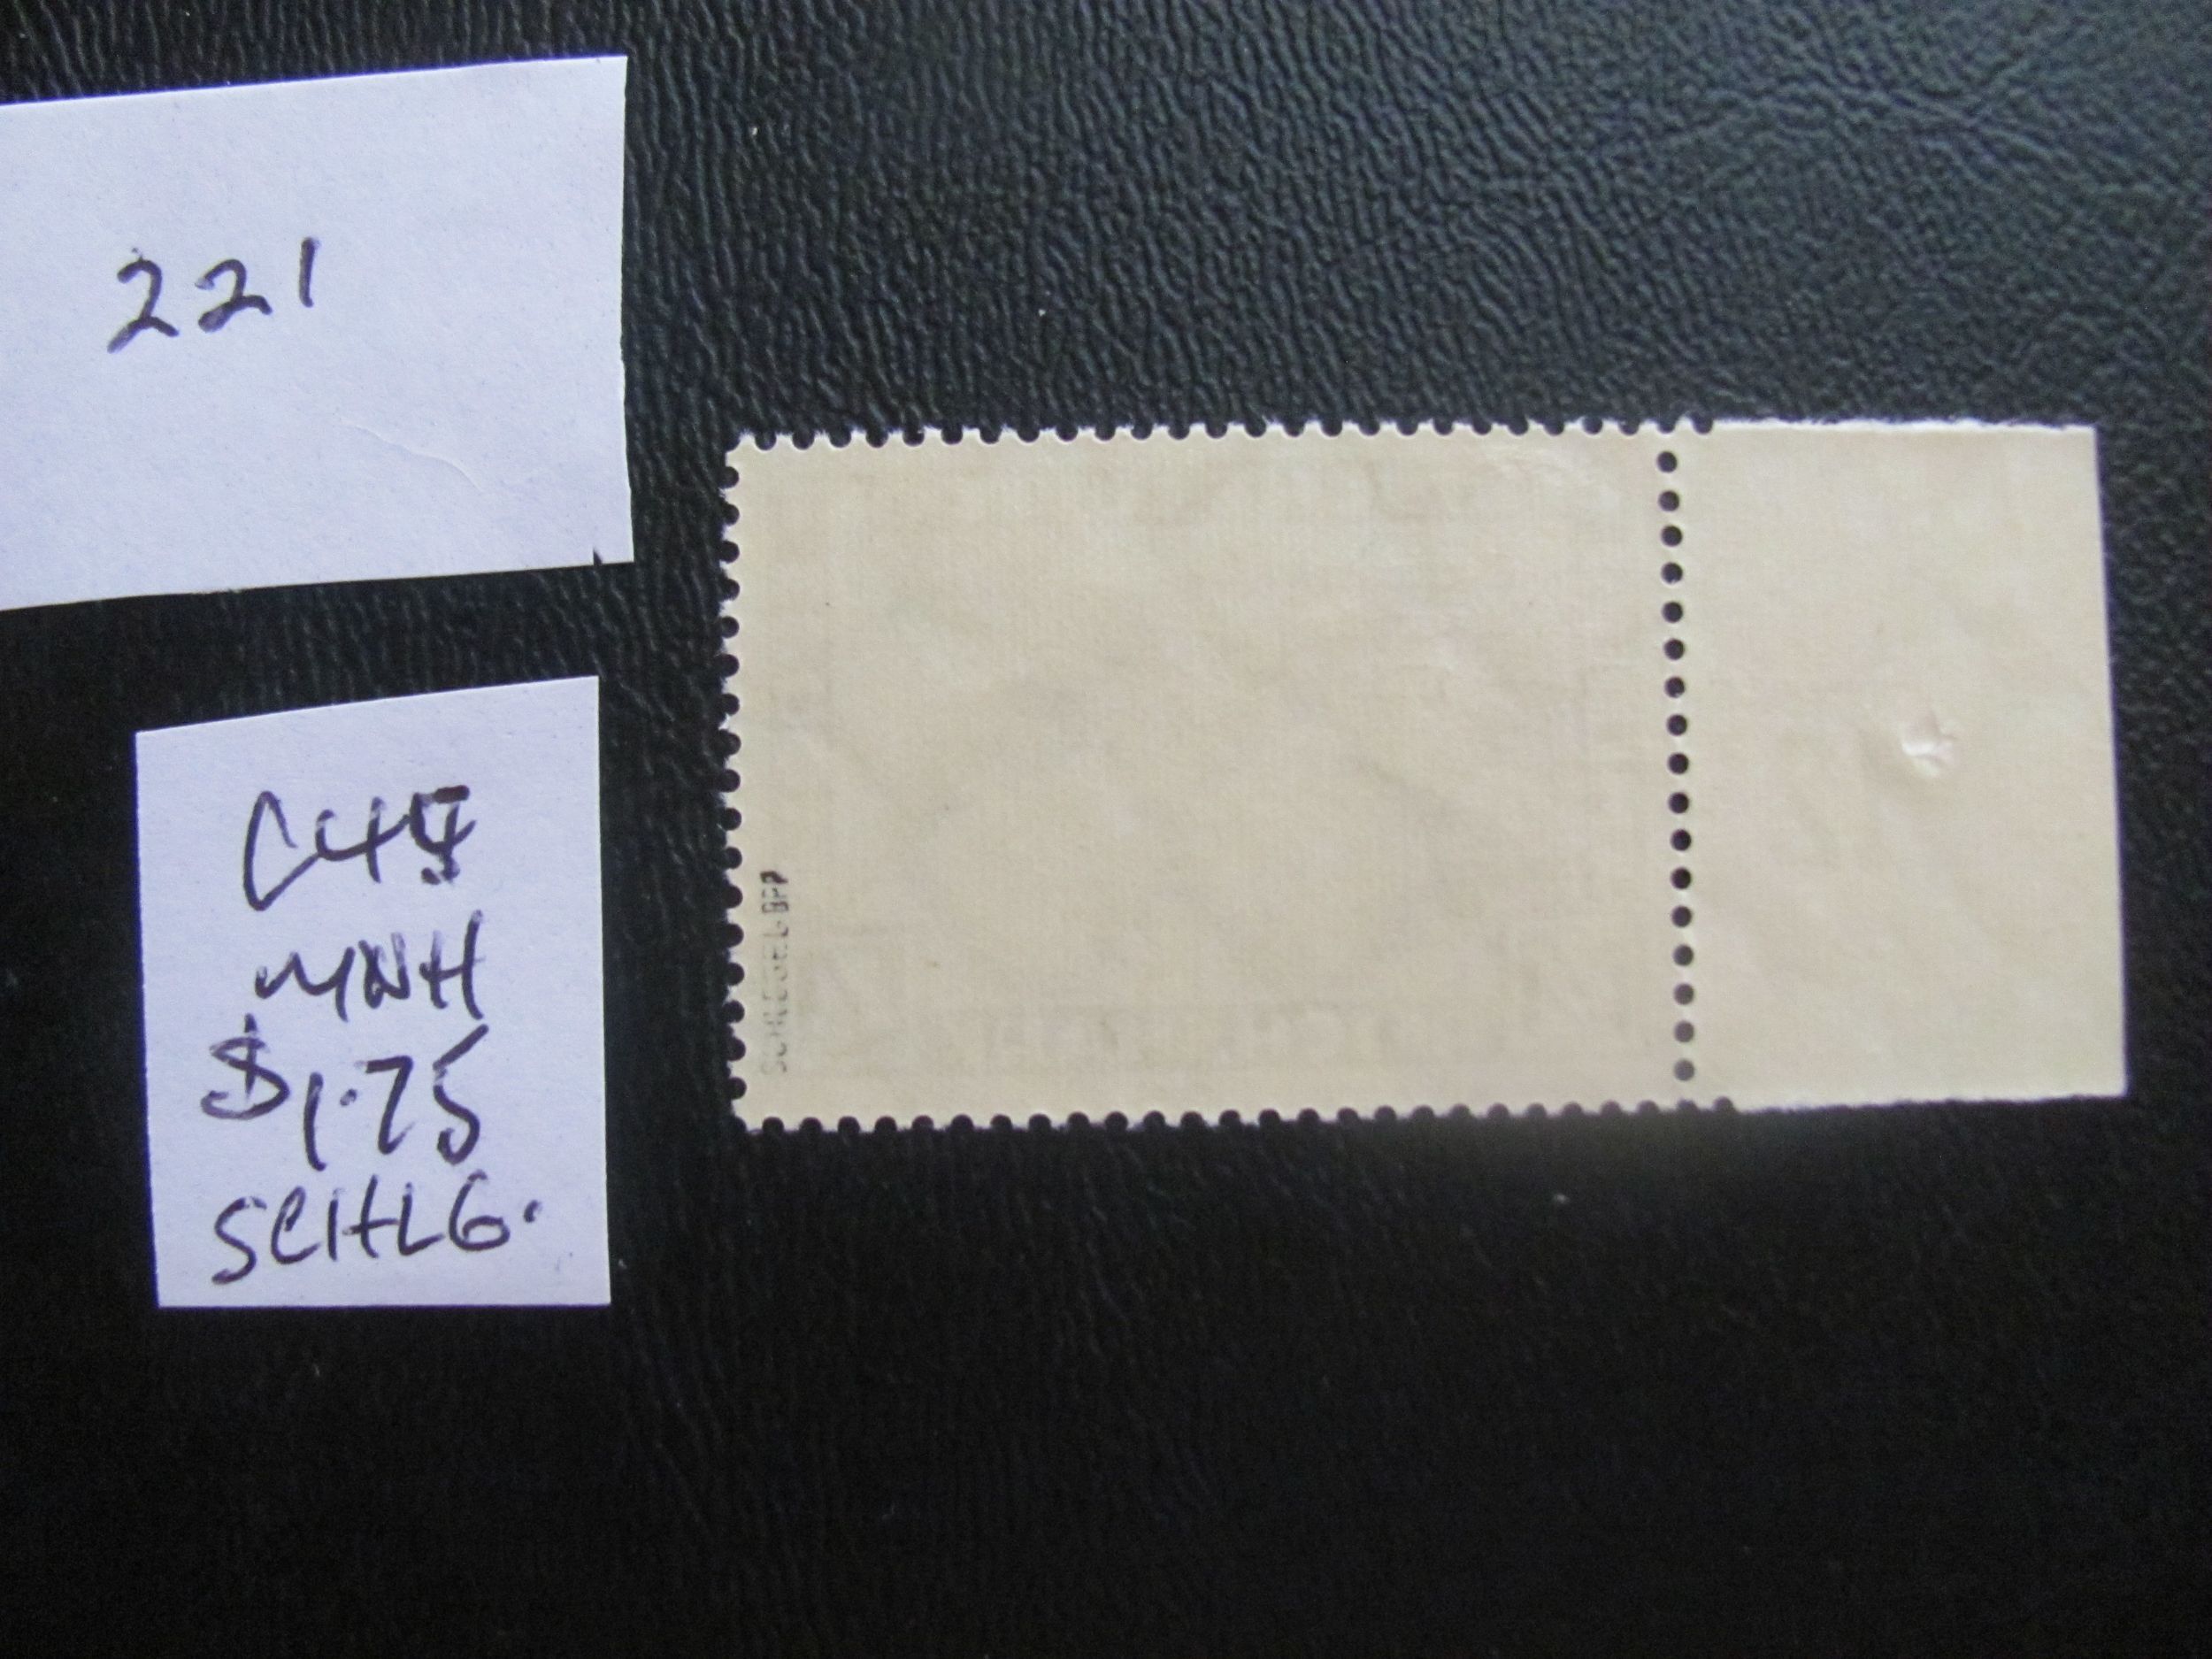 221
C45
MNH
$1.75
SCHLG.
SCHLEGEL BPP